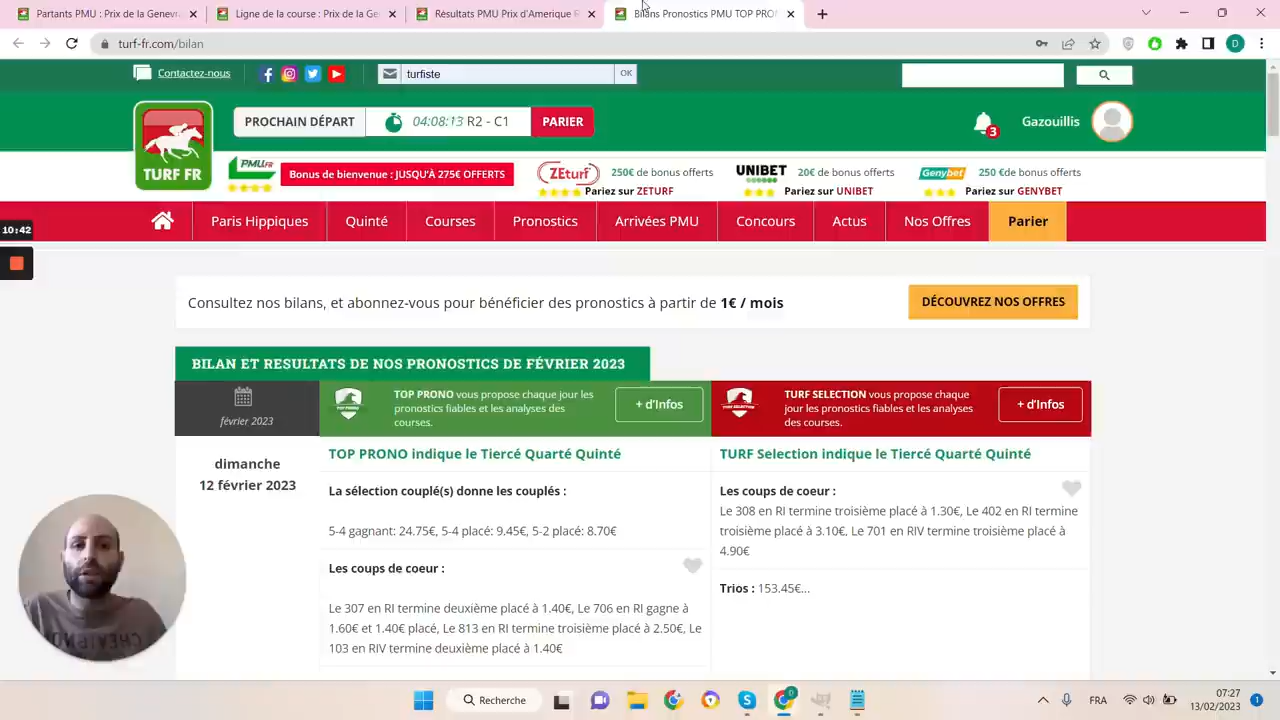 Partants PMU : Prix de la Genve
Ligne de la course : Prix de la Ge
Résultats PMU Prix d'Amerique B
Bilans Pronostics PMU TOP PRO
turf-fr.com/bilan
D
Contactez-nous
turfiste
OK
TURF FR
PROCHAIN DÉPART
04:08:13 R2 - C1
PARIER
3
Gazouillis
PMU.FR
Bonus de bienvenue : JUSQU'À 275€ OFFERTS
ZEturf
250€ de bonus offerts
Pariez sur ZETURF
UNIBET
20€ de bonus offerts
Pariez sur UNIBET
Genybet
250 €de bonus offerts
Pariez sur GENYBET
Paris Hippiques
Quinté
Courses
Pronostics
Arrivées PMU
Concours
Actus
Nos Offres
Parier
10:42
Consultez nos bilans, et abonnez-vous pour bénéficier des pronostics à partir de 1€ / mois
DÉCOUVREZ NOS OFFRES
BILAN ET RESULTATS DE NOS PRONOSTICS DE FÉVRIER 2023
février 2023
TOP PRONO vous propose chaque jour les
pronostics fiables et les analyses des
courses.
+ d'Infos
TURF SELECTION vous propose chaque
jour les pronostics fiables et les analyses
des courses.
+ d'Infos
dimanche
12 février 2023
TOP PRONO indique le Tiercé Quarté Quinté
La sélection couplé(s) donne les couplés :
5-4 gagnant: 24.75€, 5-4 placé: 9.45€, 5-2 placé: 8.70€
Les coups de coeur :
Le 307 en RI termine deuxième placé à 1.40€, Le 706 en RI gagne à
1.60€ et 1.40€ placé, Le 813 en RI termine troisième placé à 2.50€, Le
103 en RIV termine deuxième placé à 1.40€
TURF Selection indique le Tiercé Quarté Quinté
Les coups de coeur :
Le 308 en RI termine troisième placé à 1.30€, Le 402 en RI termine
troisième placé à 3.10€, Le 701 en RIV termine troisième placé à
4.90€
Trios : 153.45€...
Recherche
FRA
07:27
13/02/2023
1